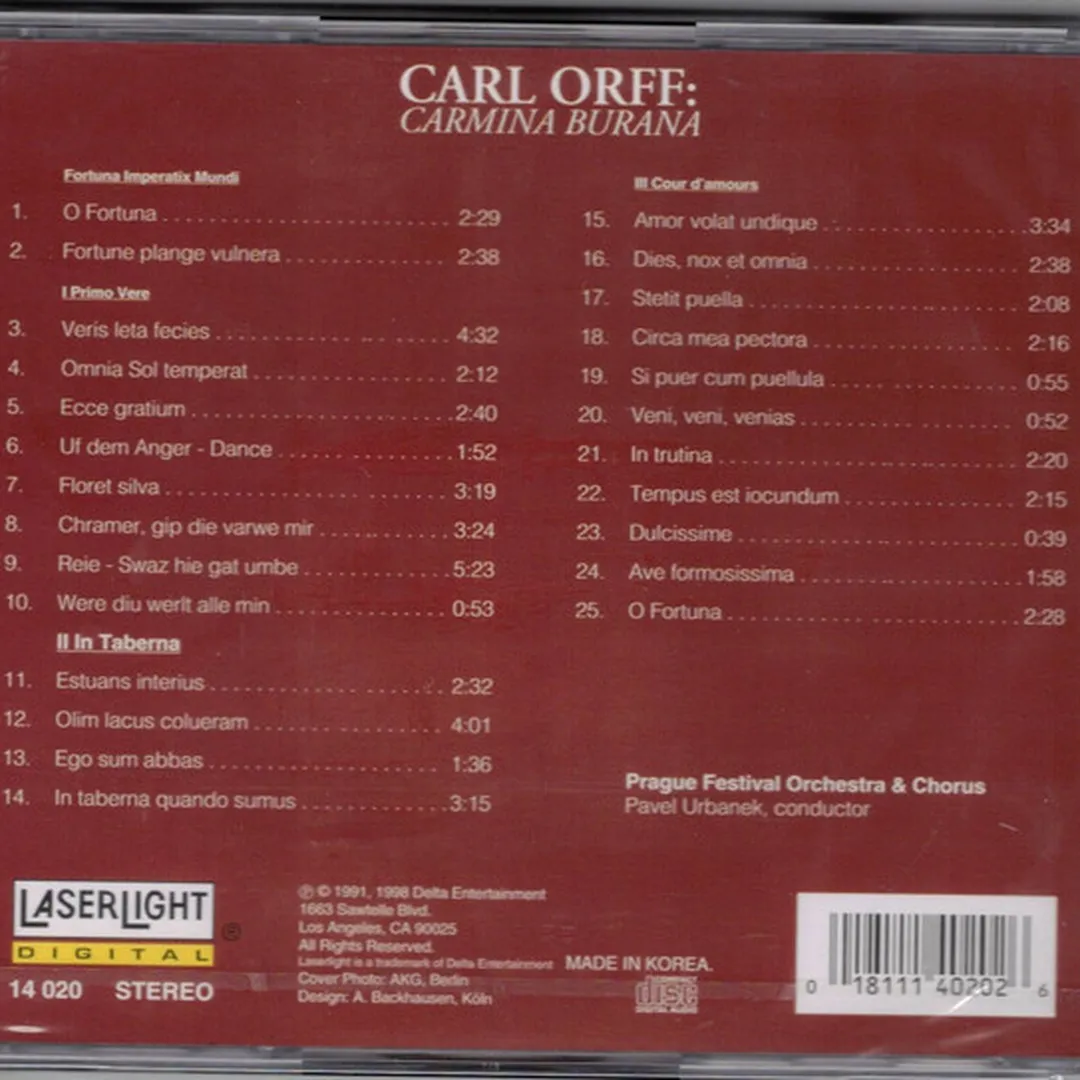 CARL ORFF:
CARMINA BURANA
Fortuna Imperatix Mundi
1. O Fortuna 2:29
2. Fortune plange vulnera 2:38
I Primo Vere
3. Veris leta fecies 4:32
4. Omnia Sol temperat 2:12
5. Ecce gratium 2:40
6. Uf dem Anger - Dance 1:52
7. Floret silva 3:19
8. Chramer, gip die varwe mir 3:24
9. Reie - Swaz hie gat umbe 5:23
10. Were diu werlt alle min 0:53
II In Taberna
11. Estuans interius 2:32
12. Olim lacus colueram 4:01
13. Ego sum abbas 1:36
14. In taberna quando sumus 3:15
III Cour d'amours
15. Amor volat undique 3:34
16. Dies, nox et omnia 2:38
17. Stetit puella 2:08
18. Circa mea pectora 2:16
19. Si puer cum puellula 0:55
20. Veni, veni, venias 0:52
21. In trutina 2:20
22. Tempus est iocundum 2:15
23. Dulcissime 0:39
24. Ave formosissima 1:58
25. O Fortuna 2:28
Prague Festival Orchestra & Chorus
Pavel Urbanek, conductor
LASERLIGHT ®
DIGITAL
14 020 STEREO
℗ © 1991, 1998 Delta Entertainment
1663 Sawtelle Blvd.
Los Angeles, CA 90025
All Rights Reserved.
Laserlight is a trademark of Delta Entertainment
Cover Photo: AKG, Berlin
Design: A. Backhausen, Köln
MADE IN KOREA.
disc
DIGITAL AUDIO
0 18111 40202 6